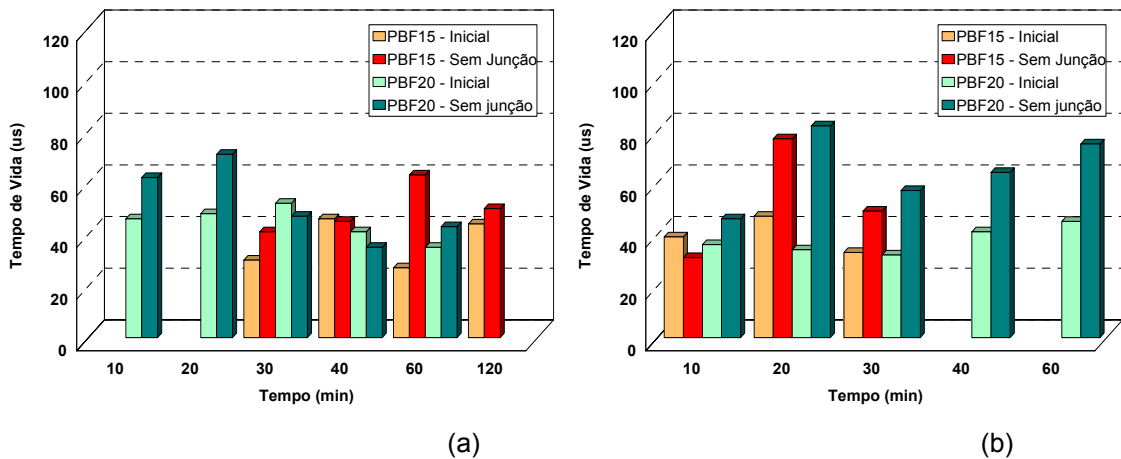 120
100
80
60
40
20
0
Tempo de Vida (us)
PBF15 - Inicial
PBF15 - Sem Junção
PBF20 - Inicial
PBF20 - Sem junção
10 20 30 40 60 120
Tempo (min)
(a)
120
100
80
60
40
20
0
Tempo de Vida (us)
PBF15 - Inicial
PBF15 - Sem Junção
PBF20 - Inicial
PBF20 - Sem junção
10 20 30 40 60
Tempo (min)
(b)